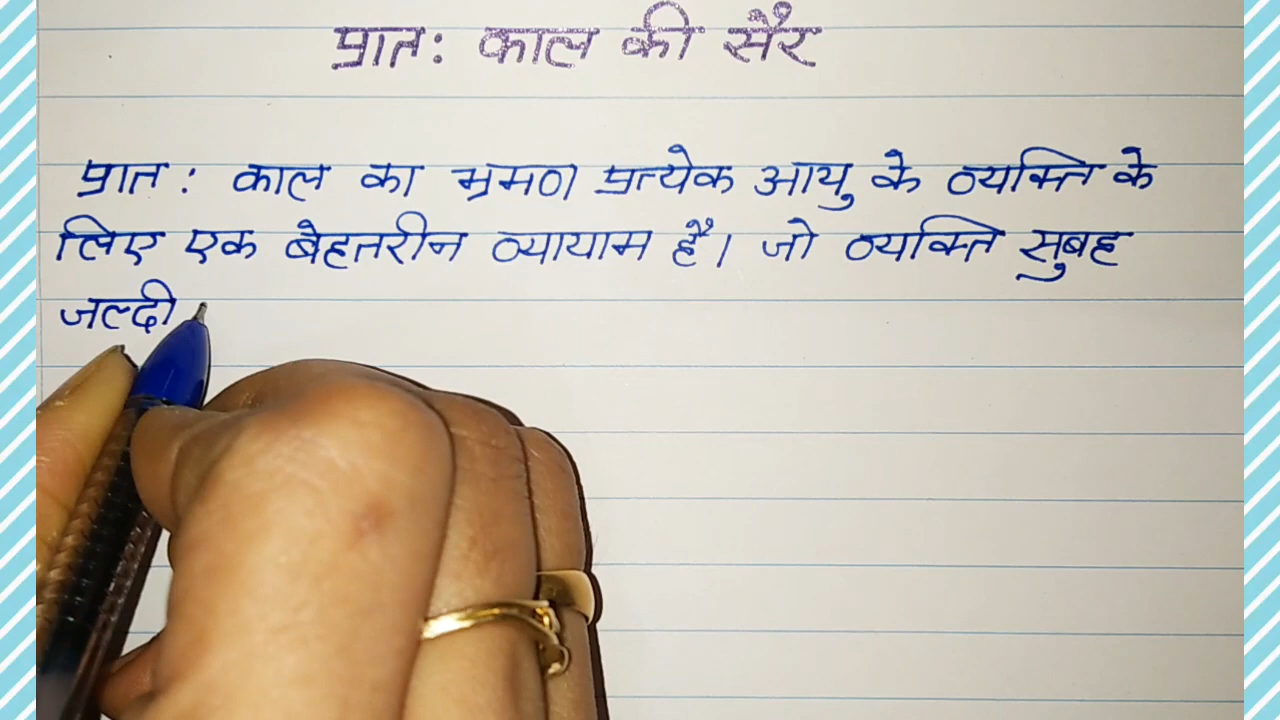 प्रात: काल की सैर
प्रात: काल का भ्रमण प्रत्येक आयु के व्यक्ति के
लिए एक बेहतरीन व्यायाम है। जो व्यक्ति सुबह
जल्दी